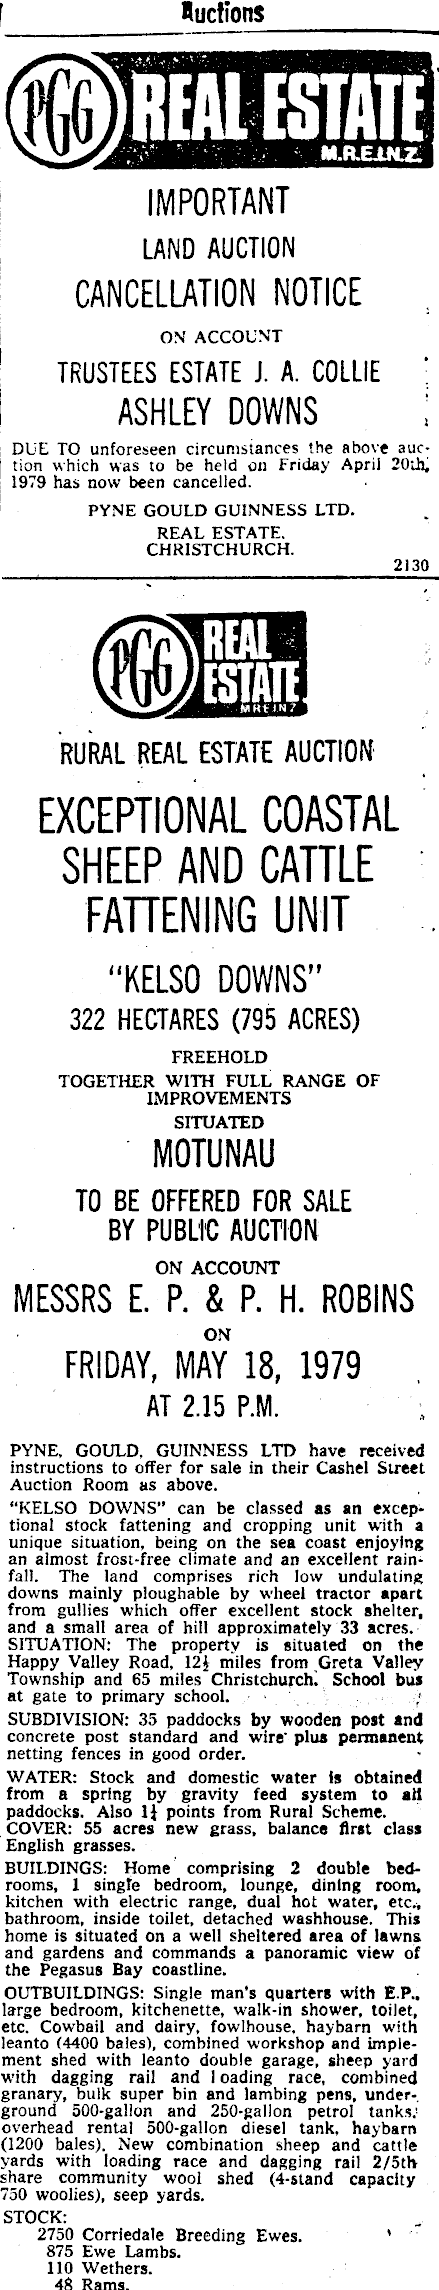 Auctions
PGG REAL ESTATE
M.R.E.I.N.Z.
IMPORTANT
LAND AUCTION
CANCELLATION NOTICE
ON ACCOUNT
TRUSTEES ESTATE J. A. COLLIE
ASHLEY DOWNS
DUE TO unforeseen circumstances the above auc-
tion which was to be held on Friday April 20th,
1979 has now been cancelled.
PYNE GOULD GUINNESS LTD.
REAL ESTATE.
CHRISTCHURCH.
2130
PGG REAL
ESTATE
M.R.E.I.N.Z
RURAL REAL ESTATE AUCTION
EXCEPTIONAL COASTAL
SHEEP AND CATTLE
FATTENING UNIT
"KELSO DOWNS"
322 HECTARES (795 ACRES)
FREEHOLD
TOGETHER WITH FULL RANGE OF
IMPROVEMENTS
SITUATED
MOTUNAU
TO BE OFFERED FOR SALE
BY PUBLIC AUCTION
ON ACCOUNT
MESSRS E. P. & P. H. ROBINS
ON
FRIDAY, MAY 18, 1979
AT 2.15 P.M.
PYNE, GOULD, GUINNESS LTD have received
instructions to offer for sale in their Cashel Street
Auction Room as above.
"KELSO DOWNS" can be classed as an excep-
tional stock fattening and cropping unit with a
unique situation, being on the sea coast enjoying
an almost frost-free climate and an excellent rain-
fall. The land comprises rich low undulating
downs mainly ploughable by wheel tractor apart
from gullies which offer excellent stock shelter,
and a small area of hill approximately 33 acres.
SITUATION: The property is situated on the
Happy Valley Road, 12½ miles from Greta Valley
Township and 65 miles Christchurch. School bus
at gate to primary school.
SUBDIVISION: 35 paddocks by wooden post and
concrete post standard and wire plus permanent
netting fences in good order.
WATER: Stock and domestic water is obtained
from a spring by gravity feed system to all
paddocks. Also 1¼ points from Rural Scheme.
COVER: 55 acres new grass, balance first class
English grasses.
BUILDINGS: Home comprising 2 double bed-
rooms, 1 single bedroom, lounge, dining room,
kitchen with electric range, dual hot water, etc.,
bathroom, inside toilet, detached washhouse. This
home is situated on a well sheltered area of lawns
and gardens and commands a panoramic view of
the Pegasus Bay coastline.
OUTBUILDINGS: Single man's quarters with E.P.,
large bedroom, kitchenette, walk-in shower, toilet,
etc. Cowbail and dairy, fowlhouse, haybarn with
leanto (4400 bales), combined workshop and imple-
ment shed with leanto double garage, sheep yard
with dagging rail and loading race, combined
granary, bulk super bin and lambing pens, under-
ground 500-gallon and 250-gallon petrol tanks,
overhead rental 500-gallon diesel tank, haybarn
(1200 bales). New combination sheep and cattle
yards with loading race and dagging rail 2/5th
share community wool shed (4-stand capacity
750 woolies), seep yards.
STOCK:
2750 Corriedale Breeding Ewes.
875 Ewe Lambs.
110 Wethers.
48 Rams.